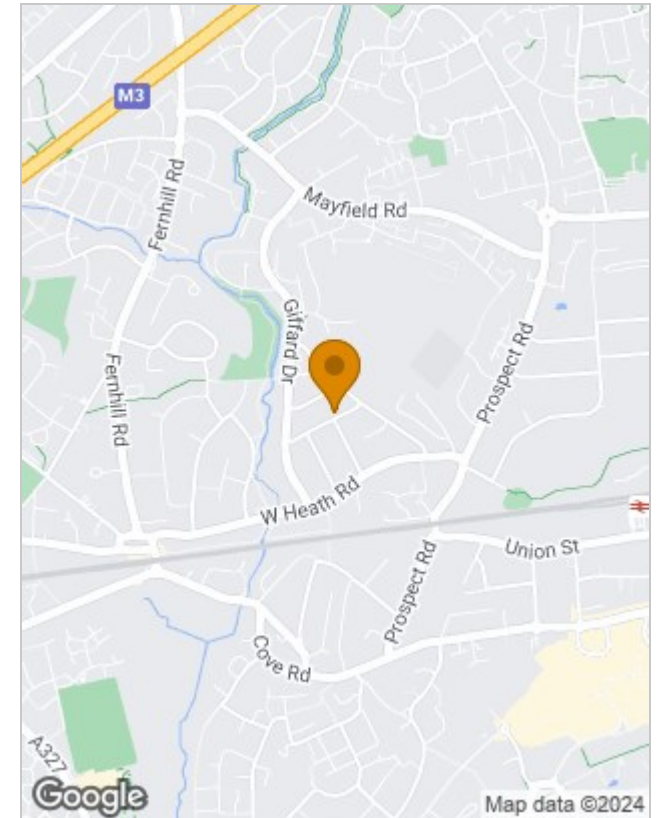 M3
Fernhill Rd
Mayfield Rd
Giffard Dr
Prospect Rd
Fernhill Rd
W Heath Rd
Union St
Prospect Rd
Cove Rd
A327
Google
Map data ©2024